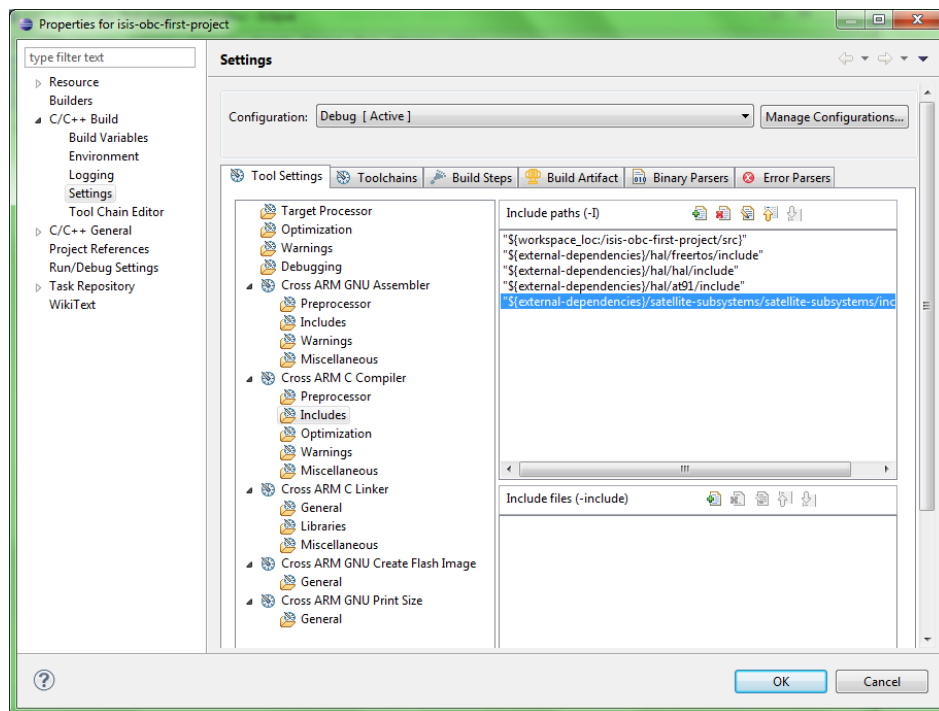 Properties for isis-obc-first-project
type filter text
Resource
Builders
C/C++ Build
Build Variables
Environment
Logging
Settings
Tool Chain Editor
C/C++ General
Project References
Run/Debug Settings
Task Repository
WikiText
Settings
Configuration: Debug [ Active ] Manage Configurations...
Tool Settings Toolchains Build Steps Build Artifact Binary Parsers Error Parsers
Target Processor
Optimization
Warnings
Debugging
Cross ARM GNU Assembler
Preprocessor
Includes
Warnings
Miscellaneous
Cross ARM C Compiler
Preprocessor
Includes
Optimization
Warnings
Miscellaneous
Cross ARM C Linker
General
Libraries
Miscellaneous
Cross ARM GNU Create Flash Image
General
Cross ARM GNU Print Size
General
Include paths (-I)
"${workspace_loc:/isis-obc-first-project/src}"
"${external-dependencies}/hal/freertos/include"
"${external-dependencies}/hal/hal/include"
"${external-dependencies}/hal/at91/include"
"${external-dependencies}/satellite-subsystems/satellite-subsystems/inc
Include files (-include)
OK Cancel